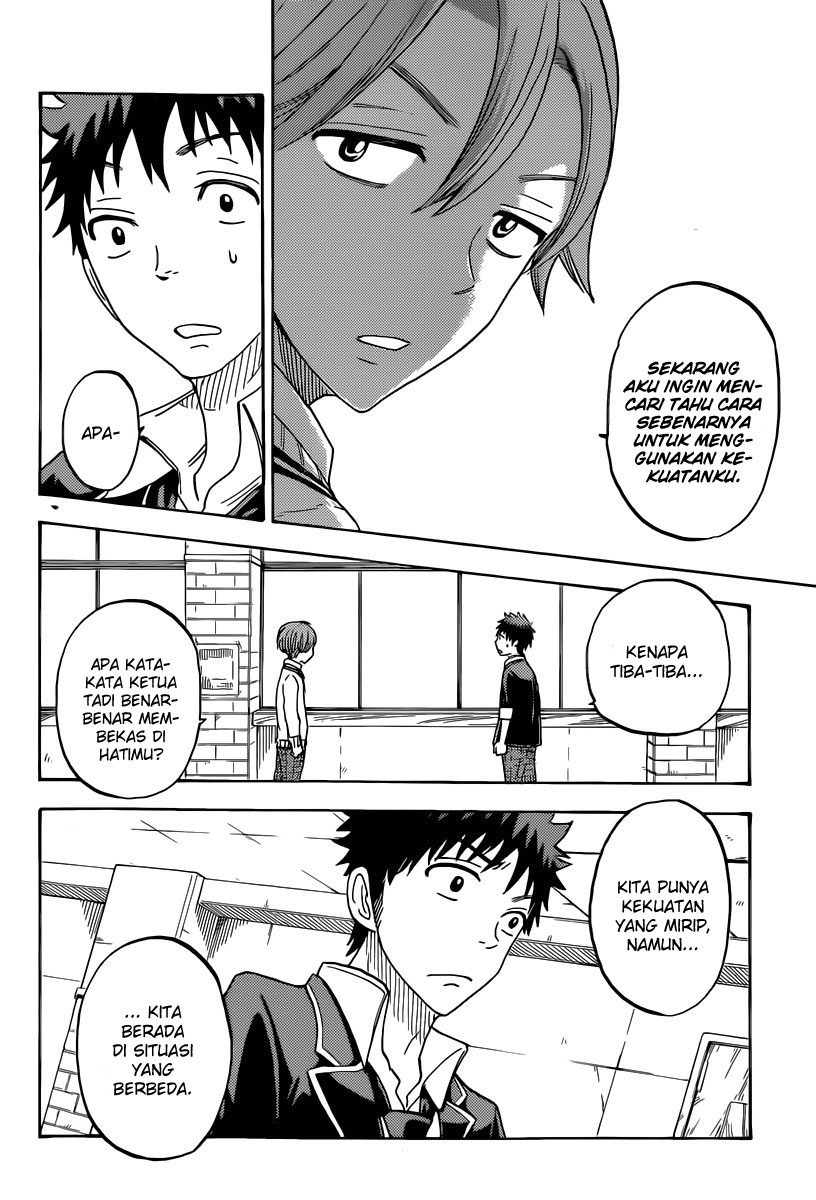 SEKARANG
AKU INGIN MEN-
CARI TAHU CARA
SEBENARNYA
UNTUK MENG-
GUNAKAN KE-
KUATANKU.
APA-
KENAPA
TIBA-TIBA...
APA KATA-
KATA KETUA
TADI BENAR-
BENAR MEM-
BEKAS DI
HATIMU?
KITA PUNYA
KEKUATAN
YANG MIRIP,
NAMUN...
... KITA
BERADA
DI SITUASI
YANG
BERBEDA.